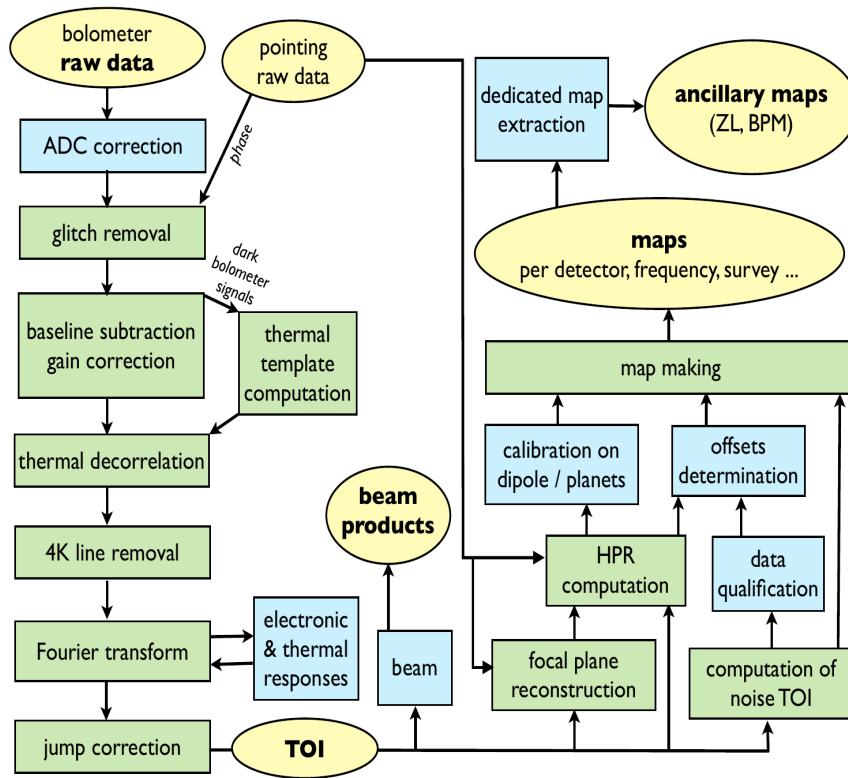 bolometer
raw data
pointing
raw data
dedicated map
extraction
ancillary maps
(ZL, BPM)
ADC correction
phase
glitch removal
dark
bolometer
signals
maps
per detector, frequency, survey ...
baseline subtraction
gain correction
thermal
template
computation
map making
thermal decorrelation
calibration on
dipole / planets
offsets
determination
beam
products
4K line removal
HPR
computation
data
qualification
Fourier transform
electronic
& thermal
responses
beam
focal plane
reconstruction
computation of
noise TOI
jump correction
TOI